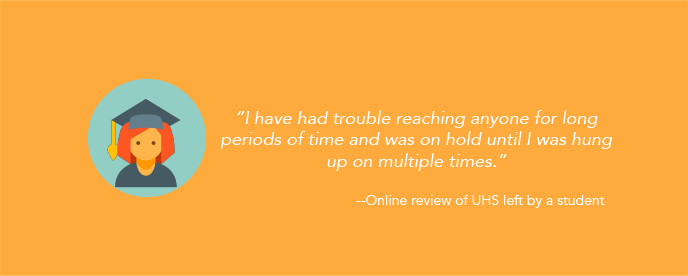 “I have had trouble reaching anyone for long
periods of time and was on hold until I was hung
up on multiple times.”
--Online review of UHS left by a student